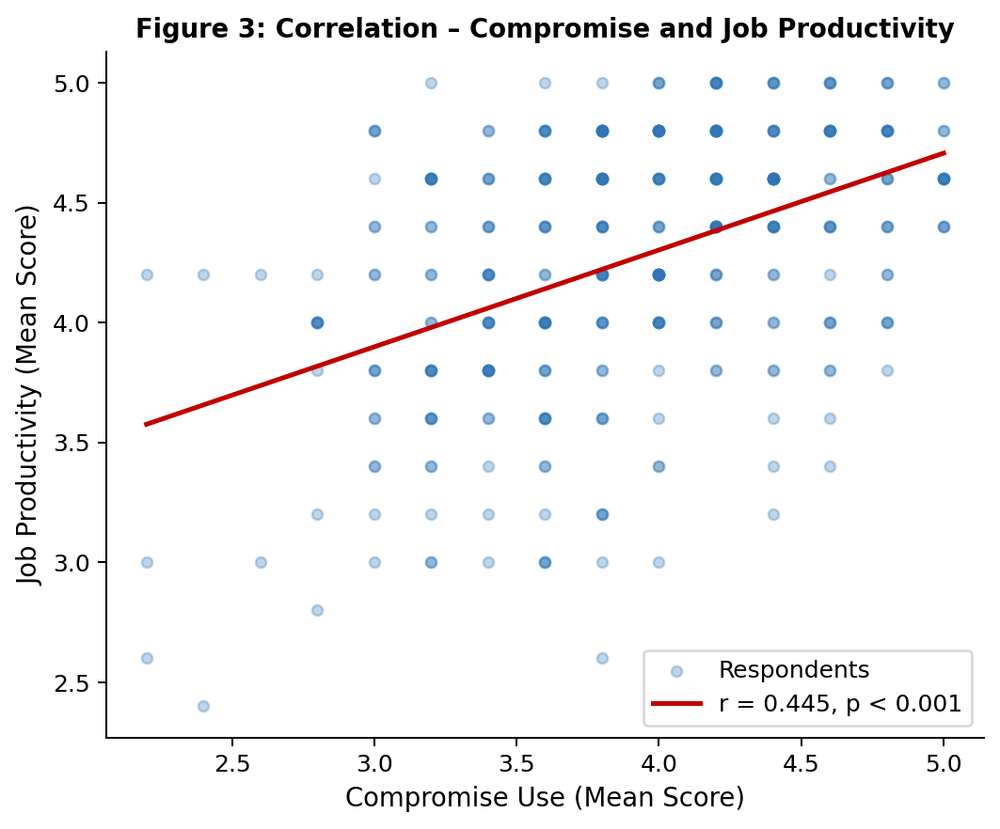 Figure 3: Correlation – Compromise and Job Productivity
Job Productivity (Mean Score)
5.0
4.5
4.0
3.5
3.0
2.5
Respondents
r = 0.445, p < 0.001
2.5 3.0 3.5 4.0 4.5 5.0
Compromise Use (Mean Score)